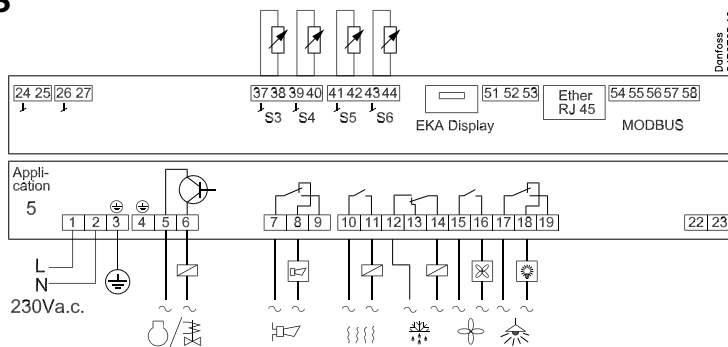 Danfoss
24 25 26 27 37 38 39 40 41 42 43 44 51 52 53 Ether RJ 45 54 55 56 57 58
S3 S4 S5 S6
EKA Display
MODBUS
Appli-
cation
5
1 2 3 4 5 6 7 8 9 10 11 12 13 14 15 16 17 18 19 22 23
L
N
230Va.c.